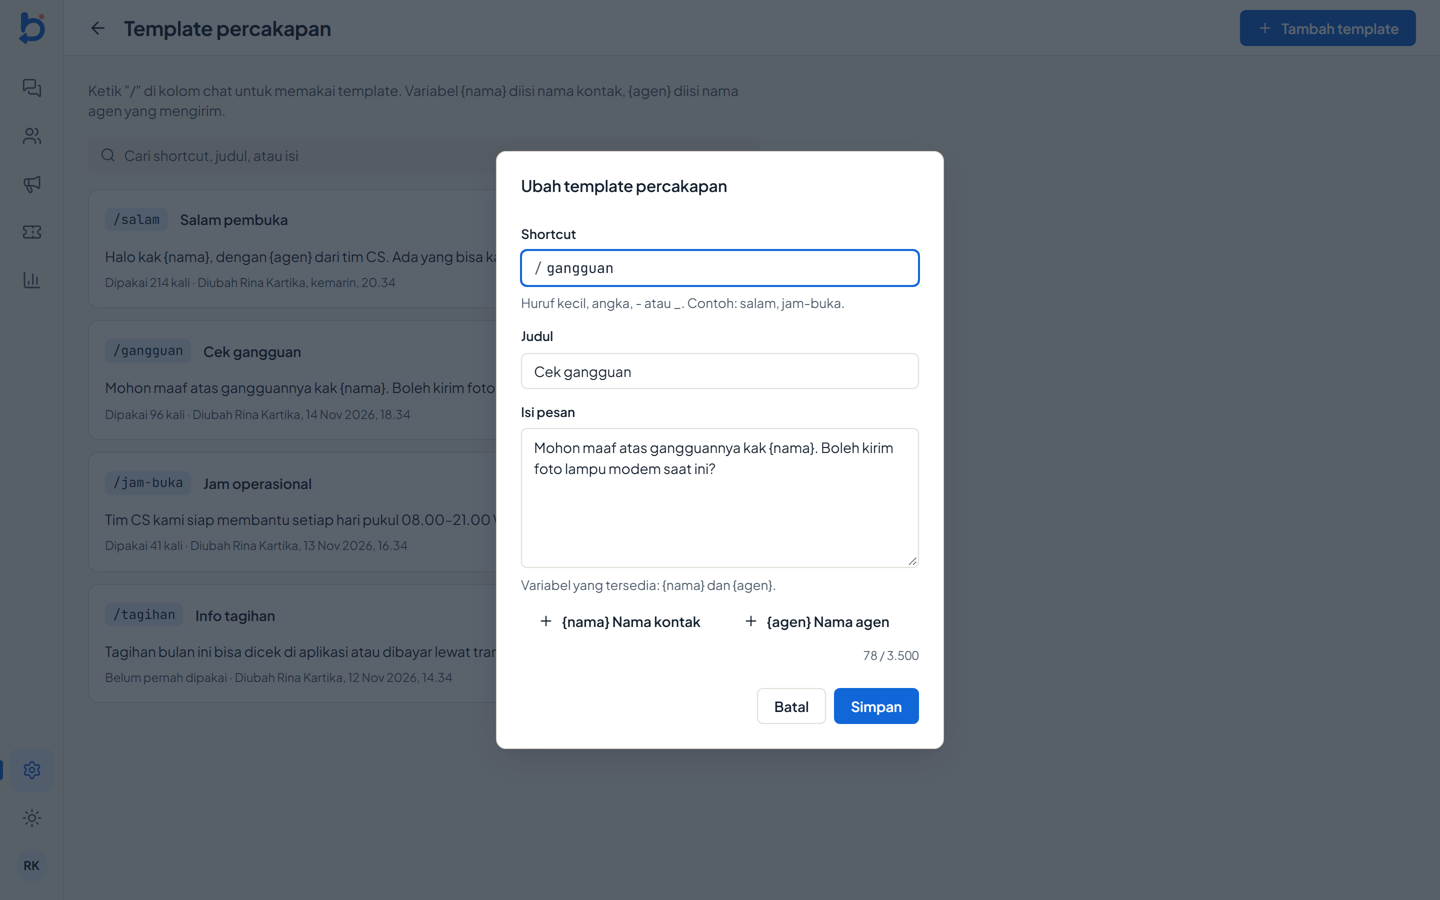 Template percakapan
+ Tambah template
Ketik "/" di kolom chat untuk memakai template. Variabel {nama} diisi nama kontak, {agen} diisi nama
agen yang mengirim.
Cari shortcut, judul, atau isi
/salam Salam pembuka
Halo kak {nama}, dengan {agen} dari tim CS. Ada yang bisa
Dipakai 214 kali · Diubah Rina Kartika, kemarin, 20.34
/gangguan Cek gangguan
Mohon maaf atas gangguannya kak {nama}. Boleh kirim foto
Dipakai 96 kali · Diubah Rina Kartika, 14 Nov 2026, 18.34
/jam-buka Jam operasional
Tim CS kami siap membantu setiap hari pukul 08.00–21.00
Dipakai 41 kali · Diubah Rina Kartika, 13 Nov 2026, 16.34
/tagihan Info tagihan
Tagihan bulan ini bisa dicek di aplikasi atau dibayar lewat
Belum pernah dipakai · Diubah Rina Kartika, 12 Nov 2026, 14.34
RK
Ubah template percakapan
Shortcut
/ gangguan
Huruf kecil, angka, - atau _. Contoh: salam, jam-buka.
Judul
Cek gangguan
Isi pesan
Mohon maaf atas gangguannya kak {nama}. Boleh kirim
foto lampu modem saat ini?
Variabel yang tersedia: {nama} dan {agen}.
+ {nama} Nama kontak + {agen} Nama agen
78 / 3.500
Batal Simpan